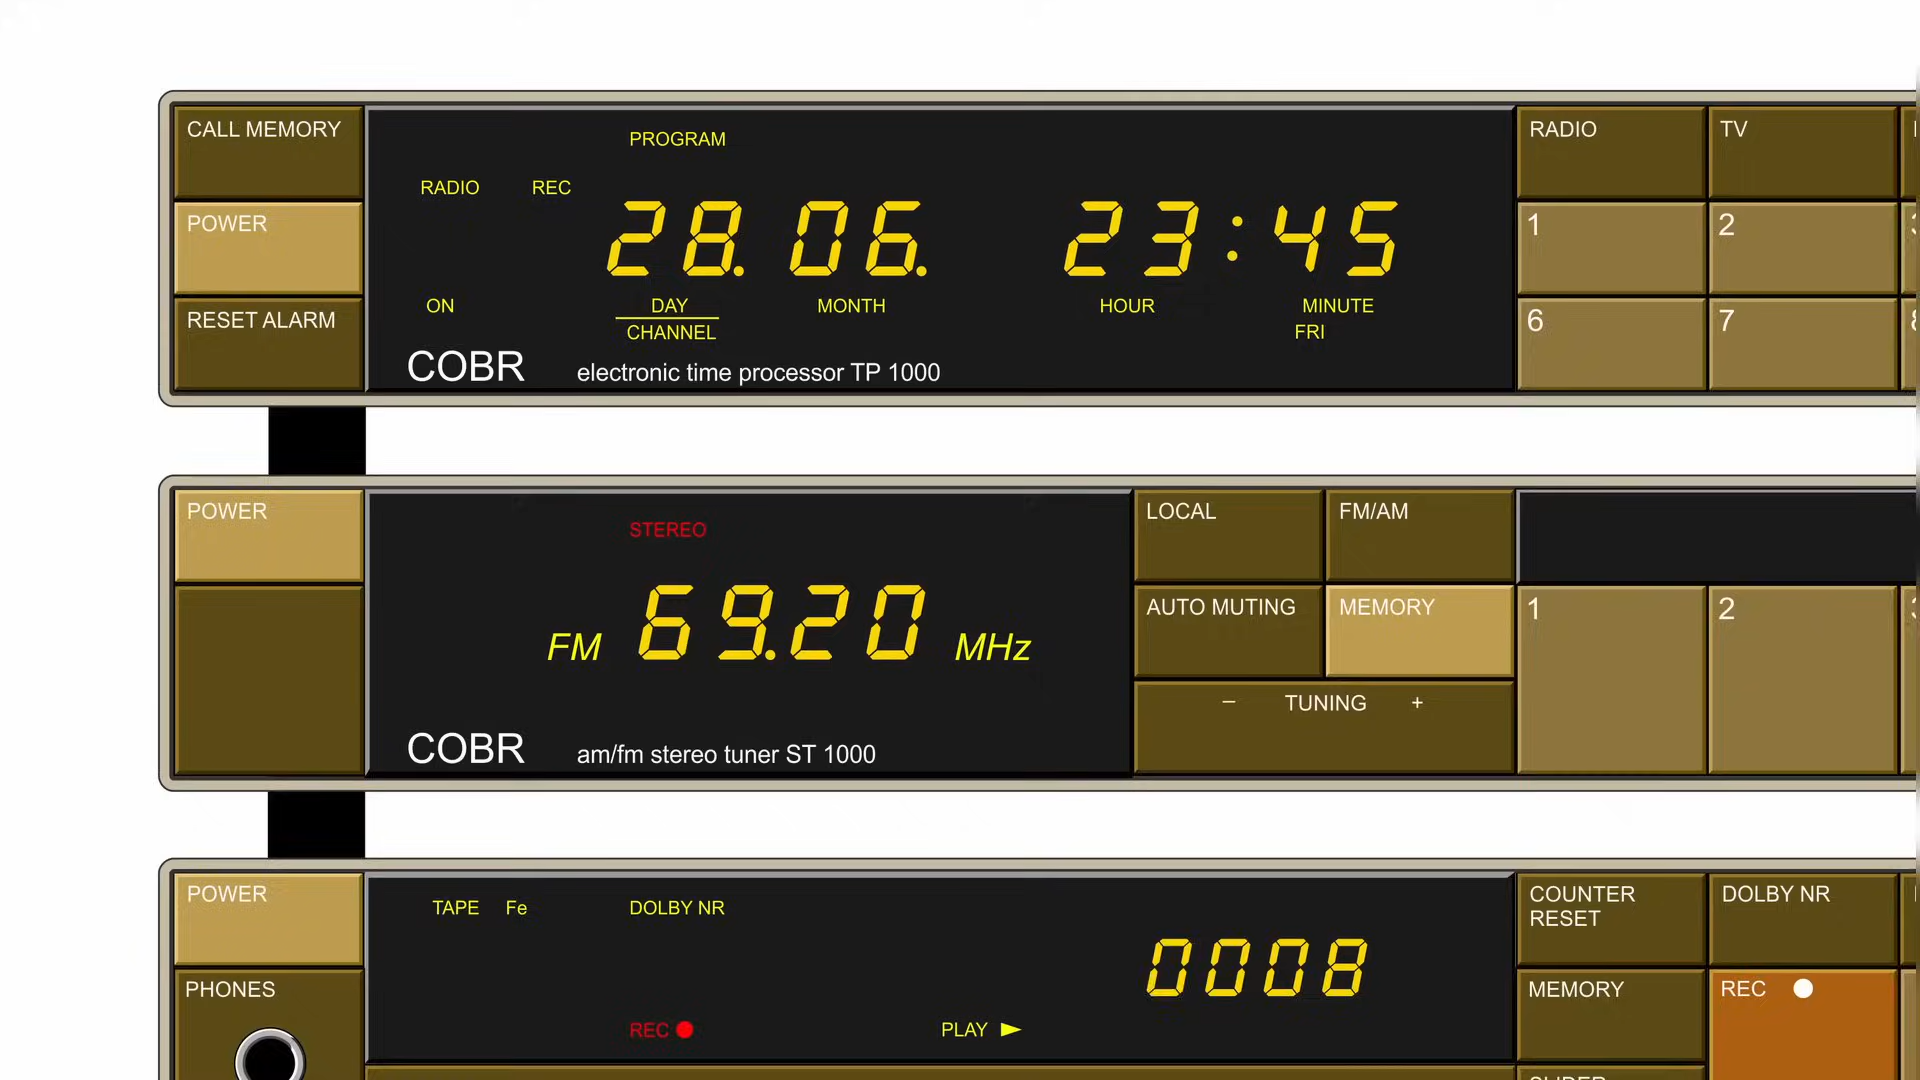 CALL MEMORY
PROGRAM
RADIO
TV
RADIO REC
28. 06. 23:45
POWER
1
2
ON
DAY
MONTH
HOUR
MINUTE
CHANNEL
FRI
RESET ALARM
6
7
COBR
electronic time processor TP 1000
POWER
STEREO
LOCAL
FM/AM
FM 69.20 MHz
AUTO MUTING
MEMORY
1
2
− TUNING +
COBR
am/fm stereo tuner ST 1000
POWER
TAPE Fe
DOLBY NR
COUNTER
RESET
DOLBY NR
0008
PHONES
MEMORY
REC
REC
PLAY